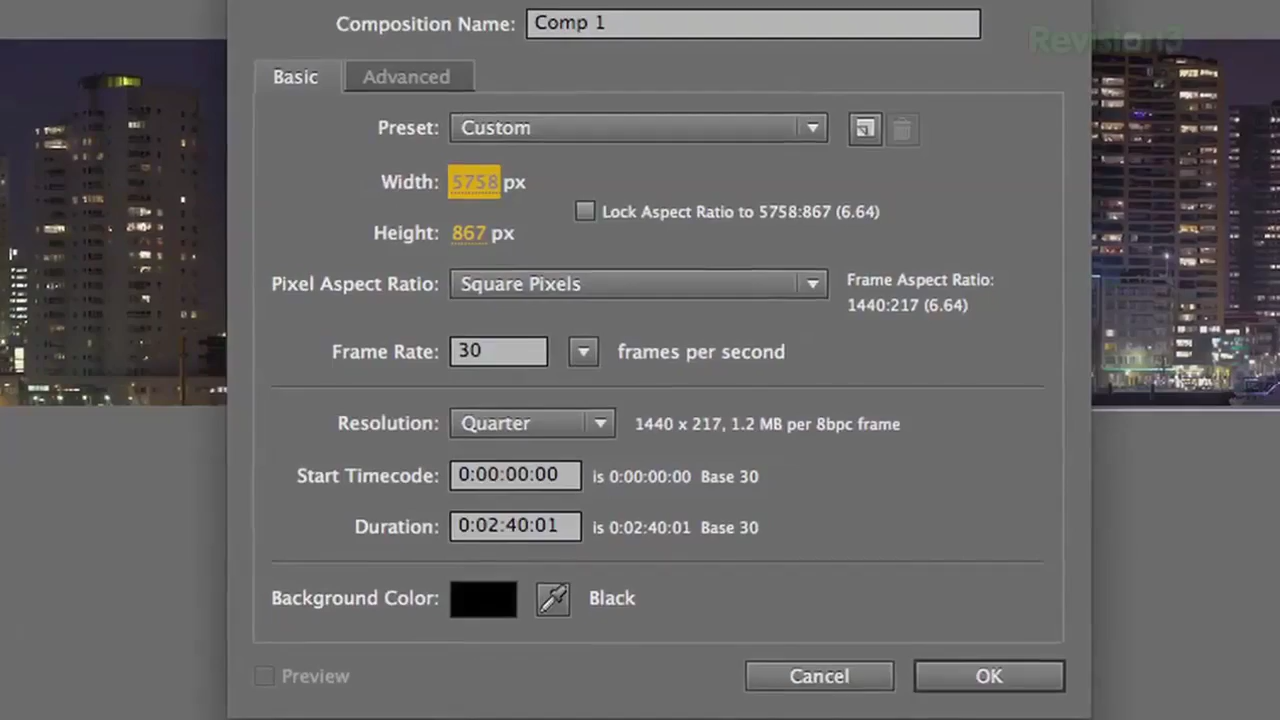 Composition Name: Comp 1
Revision3
Basic Advanced
Preset: Custom
Width: 5758 px
Lock Aspect Ratio to 5758:867 (6.64)
Height: 867 px
Pixel Aspect Ratio: Square Pixels
Frame Aspect Ratio:
1440:217 (6.64)
Frame Rate: 30 frames per second
Resolution: Quarter 1440 x 217, 1.2 MB per 8bpc frame
Start Timecode: 0:00:00:00 is 0:00:00:00 Base 30
Duration: 0:02:40:01 is 0:02:40:01 Base 30
Background Color: Black
Preview Cancel OK